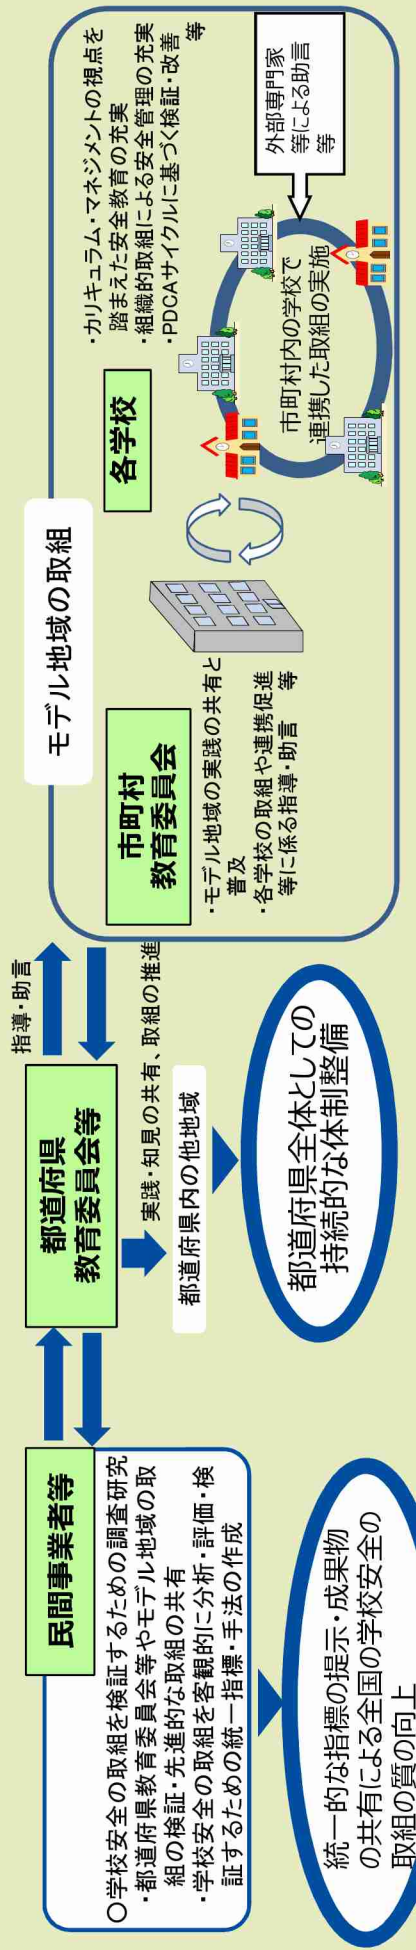 民間事業者等
〇学校安全の取組を検証するための調査研究
・都道府県教育委員会等やモデル地域の取
組の検証・先進的な取組の共有
・学校安全の取組を客観的に分析・評価・検
証するための統一指標・手法の作成
統一的な指標の提示・成果物
の共有による全国の学校安全の
取組の質の向上
都道府県
教育委員会等
指導・助言
実践・知見の共有、取組の推進
都道府県内の他地域
都道府県全体としての
持続的な体制整備
モデル地域の取組
市町村
教育委員会
・モデル地域の実践の共有と
普及
・各学校の取組や連携促進
等に係る指導・助言　等
各学校
・カリキュラム・マネジメントの視点を
踏まえた安全教育の充実
・組織的取組による安全管理の充実
・PDCAサイクルに基づく検証・改善
等
市町村内の学校で
連携した取組の実施
外部専門家
等による助言
等